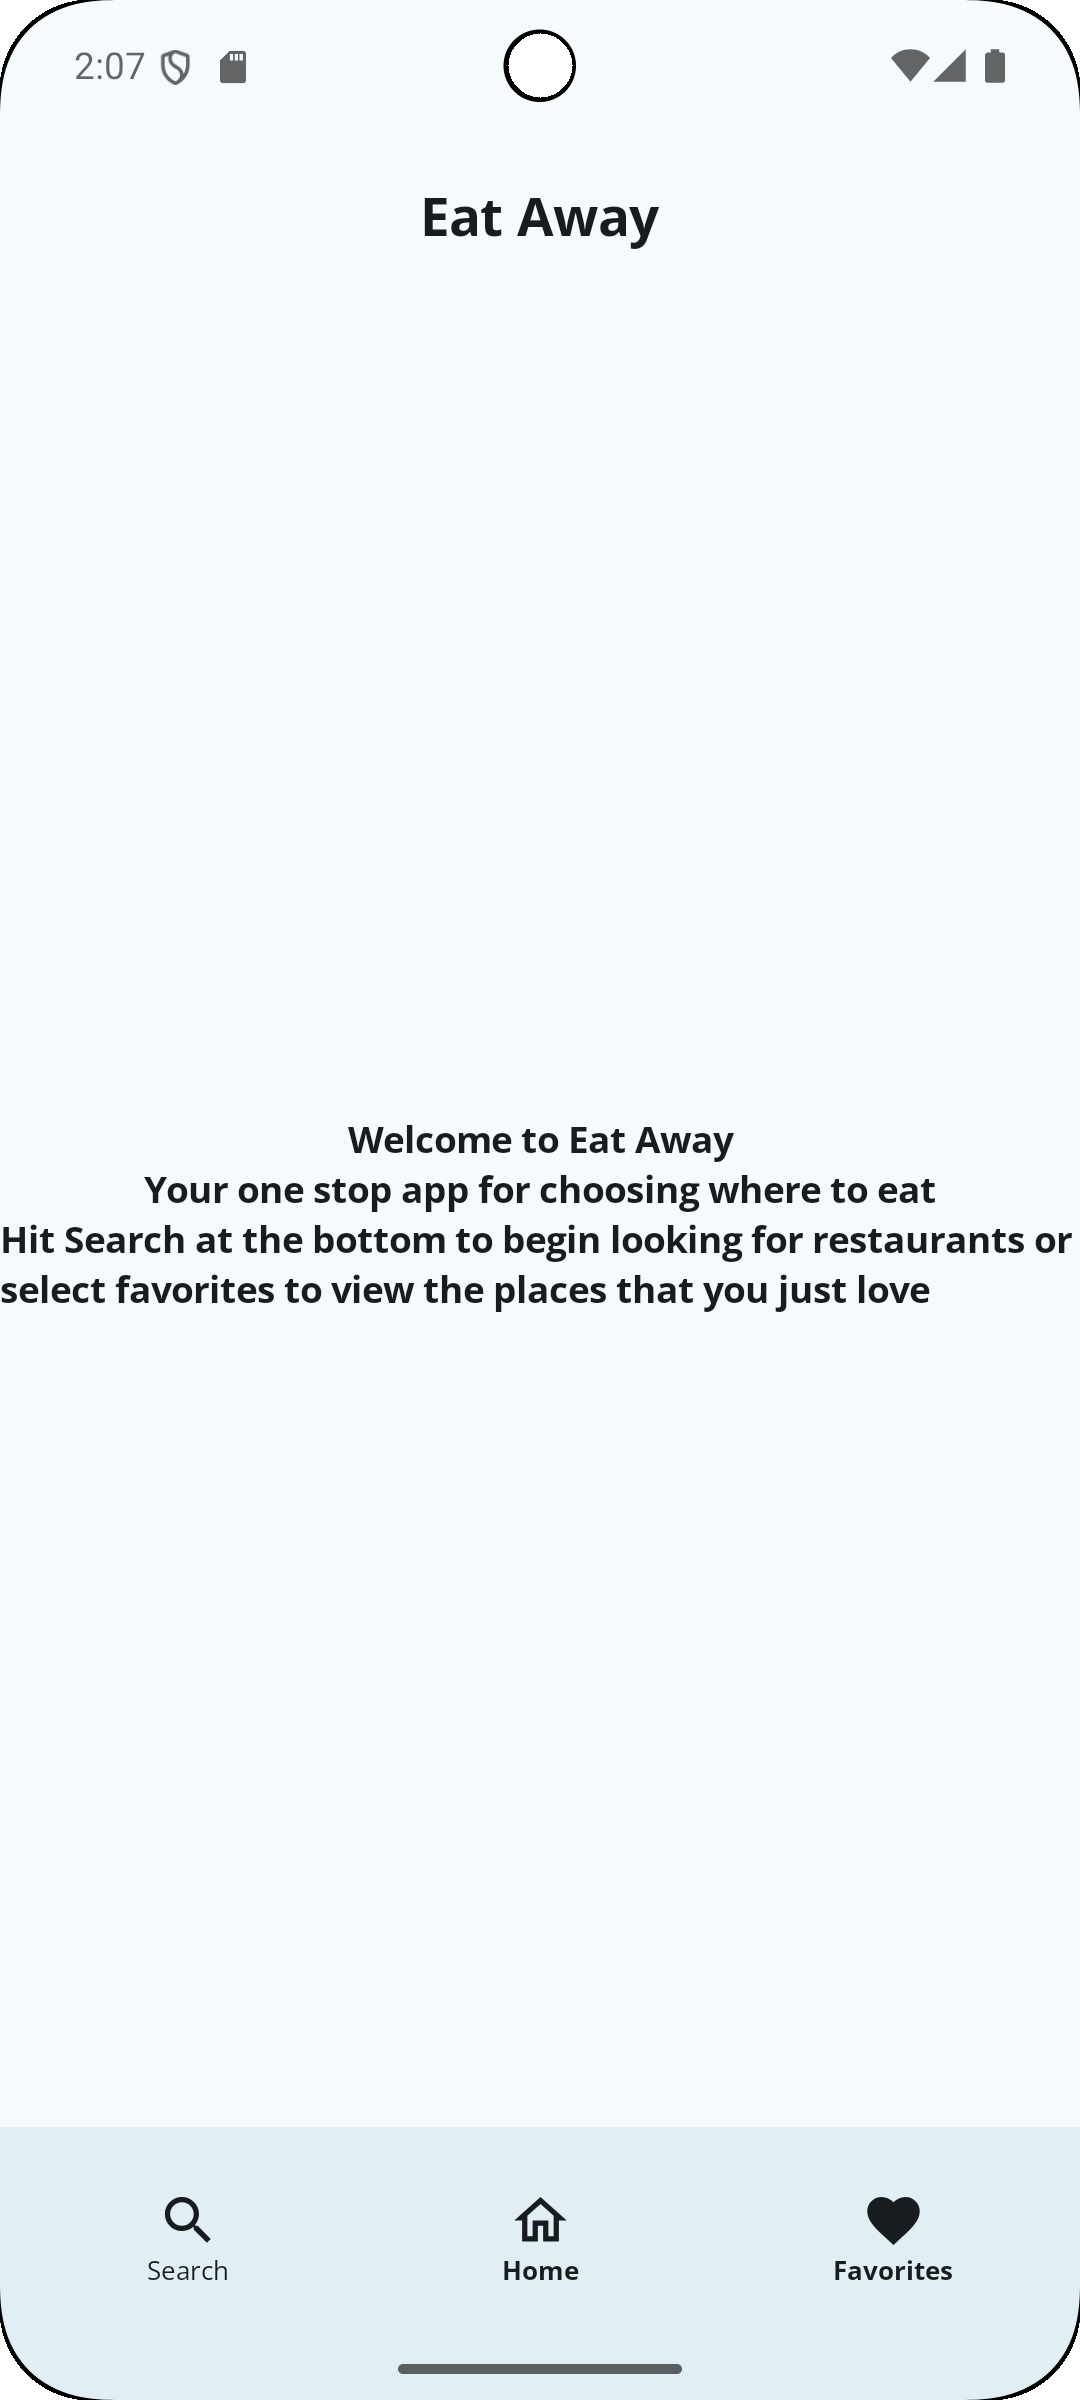 2:07
Eat Away
Welcome to Eat Away
Your one stop app for choosing where to eat
Hit Search at the bottom to begin looking for restaurants or
select favorites to view the places that you just love
Search
Home
Favorites